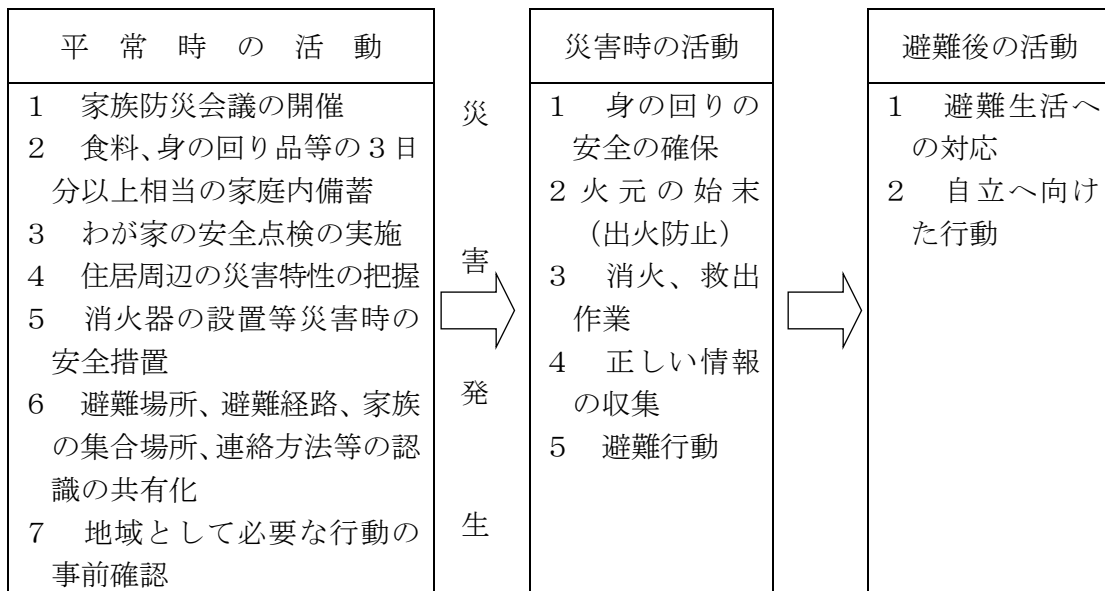 平常時の活動
1　家族防災会議の開催
2　食料、身の回り品等の3日
分以上相当の家庭内備蓄
3　わが家の安全点検の実施
4　住居周辺の災害特性の把握
5　消火器の設置等災害時の
安全措置
6　避難場所、避難経路、家族
の集合場所、連絡方法等の認
識の共有化
7　地域として必要な行動の
事前確認
災
害
発
生
災害時の活動
1　身の回りの
安全の確保
2火元の始末
（出火防止）
3　消火、救出
作業
4　正しい情報
の収集
5　避難行動
避難後の活動
1　避難生活へ
の対応
2　自立へ向け
た行動